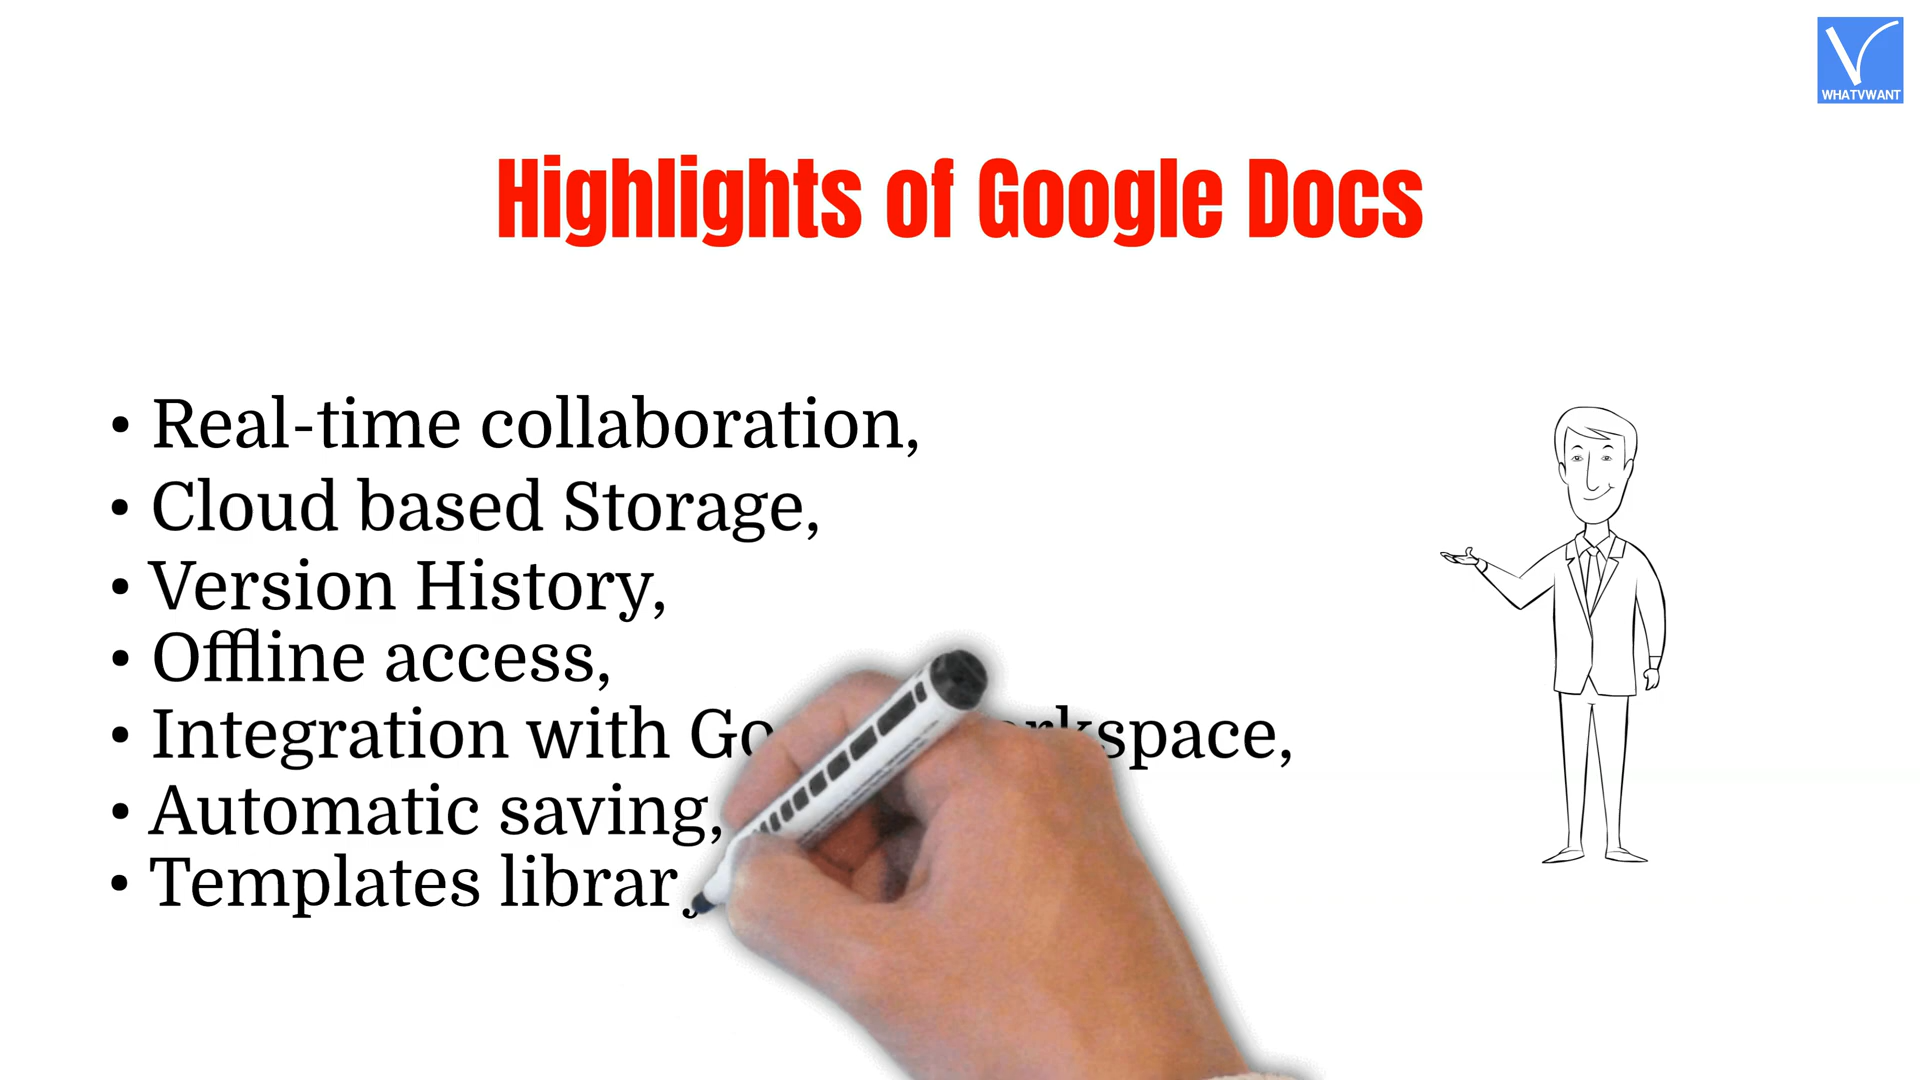 WHATVWANT
Highlights of Google Docs
• Real-time collaboration,
• Cloud based Storage,
• Version History,
• Offline access,
• Integration with
• Automatic saving,
• Templates library